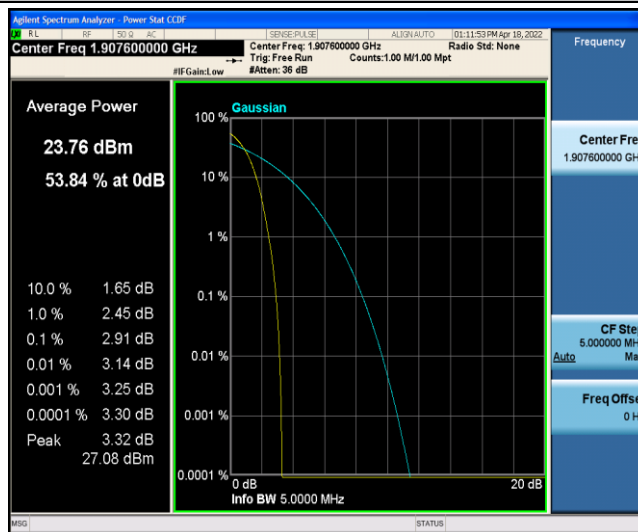 Agilent Spectrum Analyzer - Power Stat CCDF
RL RF 50 Ω AC SENSE:PULSE ALIGN AUTO 01:11:53 PM Apr 18, 2022
Center Freq 1.907600000 GHz
Center Freq: 1.907600000 GHz Radio Std: None
Trig: Free Run Counts:1.00 M/1.00 Mpt
#IFGain:Low #Atten: 36 dB
Frequency
Average Power
23.76 dBm
53.84 % at 0dB
10.0 % 1.65 dB
1.0 % 2.45 dB
0.1 % 2.91 dB
0.01 % 3.14 dB
0.001 % 3.25 dB
0.0001 % 3.30 dB
Peak 3.32 dB
27.08 dBm
Gaussian
100 %
10 %
1 %
0.1 %
0.01 %
0.001 %
0.0001 %
0 dB 20 dB
Info BW 5.0000 MHz
Center Fre
1.907600000 GH
CF Ste
5.000000 MH
Auto Ma
Freq Offse
0 H
MSG STATUS